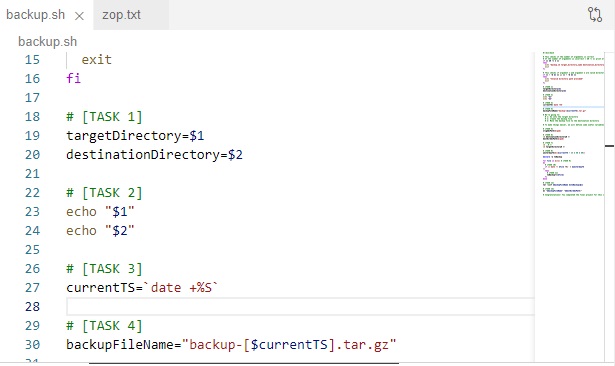 backup.sh × zop.txt
backup.sh
15 exit
16 fi
17
18 # [TASK 1]
19 targetDirectory=$1
20 destinationDirectory=$2
21
22 # [TASK 2]
23 echo "$1"
24 echo "$2"
25
26 # [TASK 3]
27 currentTS=`date +%S`
28
29 # [TASK 4]
30 backupFileName="backup-[$currentTS].tar.gz"
31